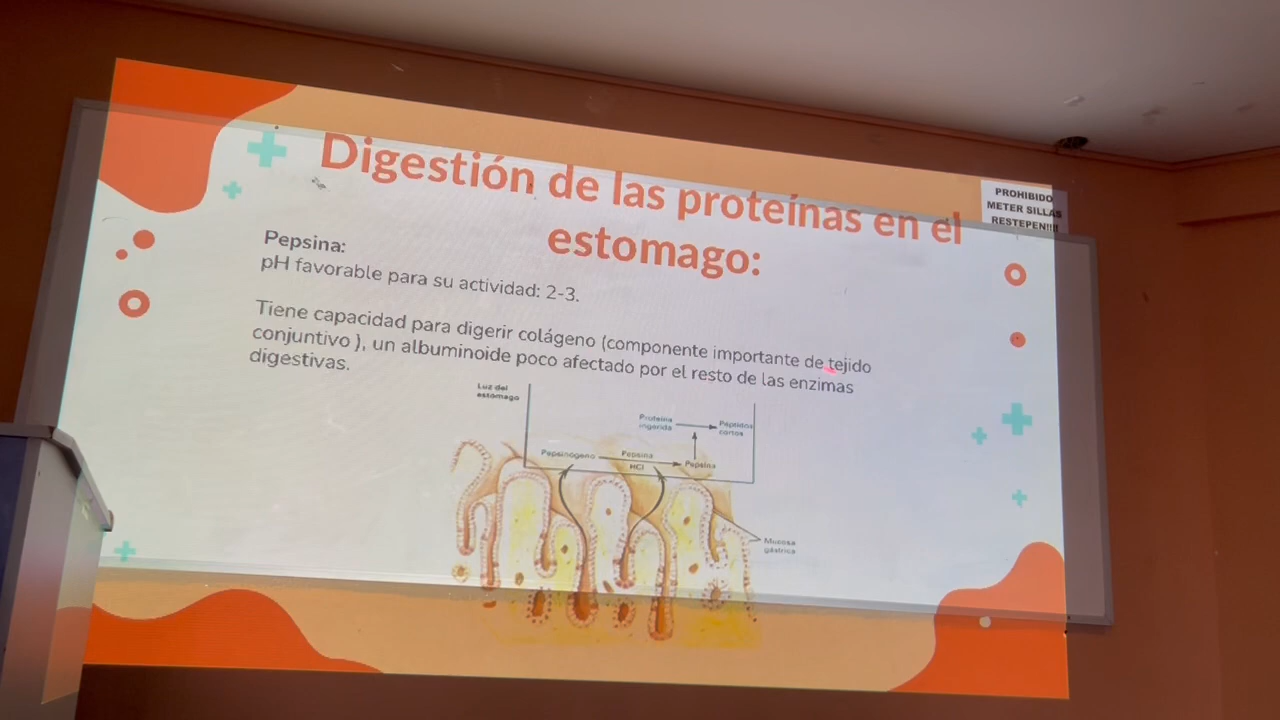 Digestión de las proteínas en el
estomago:
PROHIBIDO
METER SILLAS
RESTEPEN!!!!
Pepsina:
pH favorable para su actividad: 2-3.
Tiene capacidad para digerir colágeno (componente importante de tejido
conjuntivo ), un albuminoide poco afectado por el resto de las enzimas
digestivas.
Luz del
estómago
Proteína
ingerida
Péptidos
cortos
Pepsinógeno
Pepsina
HCl
Pepsina
Mucosa
gástrica